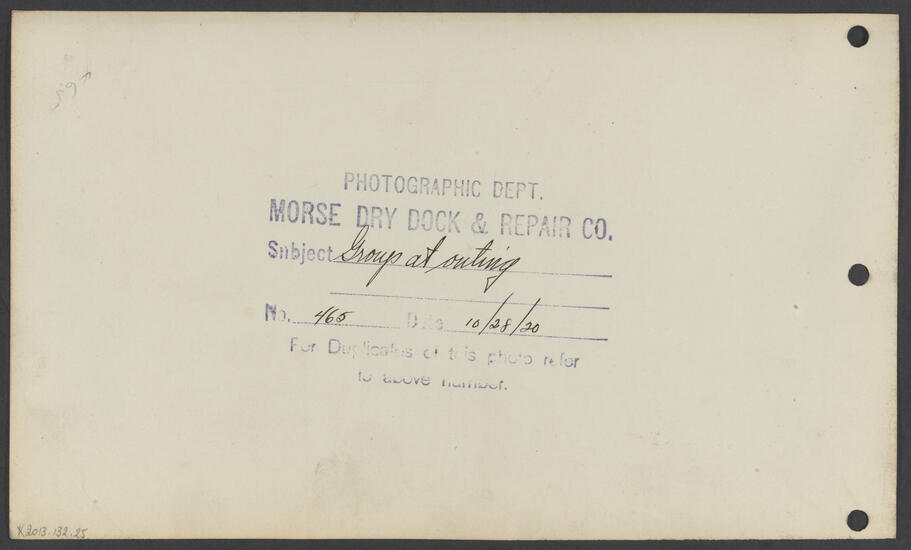 PHOTOGRAPHIC DEPT.
MORSE DRY DOCK & REPAIR CO.
Subject Group at outing
No. 465 Date 10/28/20
For Duplicates of this photo refer
to above number.
X2013.132.25